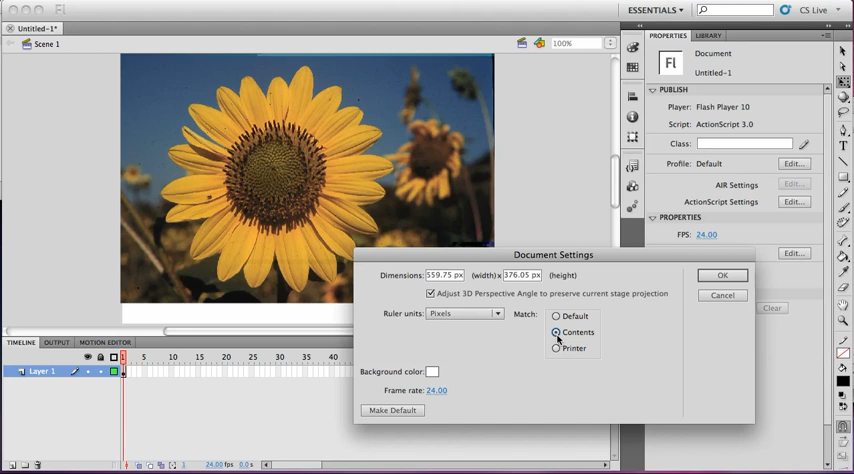 Fl
ESSENTIALS
CS Live
Untitled-1*
Scene 1
100%
PROPERTIES LIBRARY
Fl
Document
Untitled-1
PUBLISH
Player: Flash Player 10
Script: ActionScript 3.0
Class:
Profile: Default Edit...
AIR Settings Edit...
ActionScript Settings Edit...
PROPERTIES
FPS: 24.00
Edit...
Clear
Document Settings
Dimensions: 559.75 px (width) x 376.05 px (height)
Adjust 3D Perspective Angle to preserve current stage projection
Ruler units: Pixels
Match: Default
Contents
Printer
Background color:
Frame rate: 24.00
Make Default
OK
Cancel
TIMELINE OUTPUT MOTION EDITOR
1 5 10 15 20 25 30 35 40
Layer 1
1 24.00 fps 0.0 s